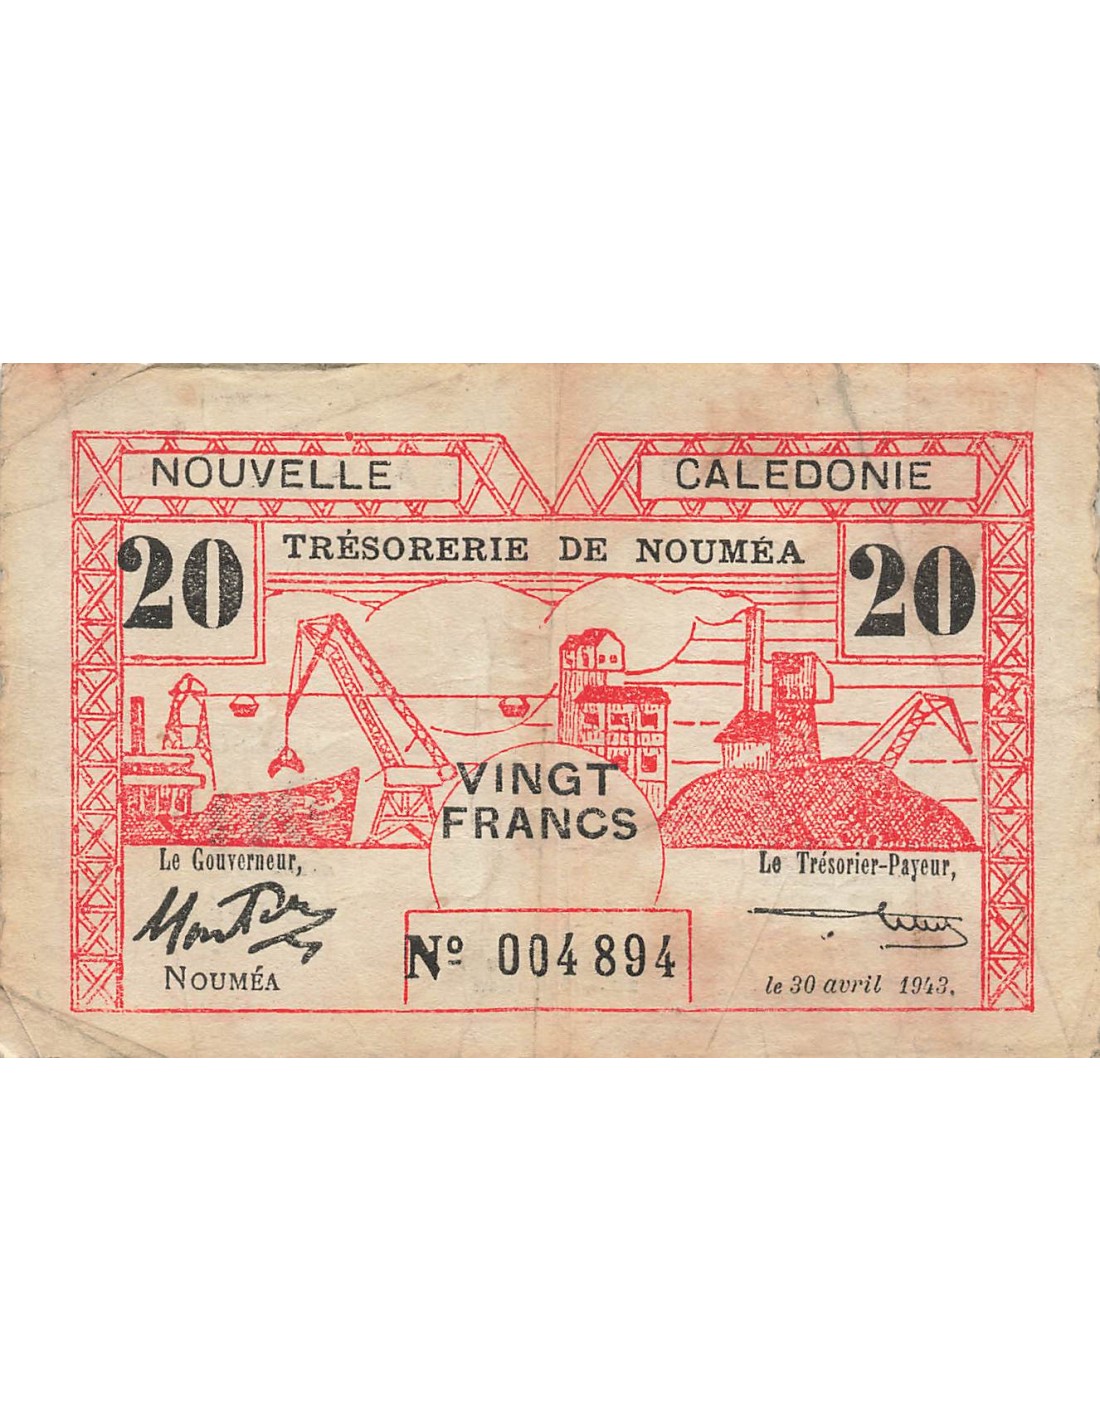 NOUVELLE CALEDONIE
20 TRÉSORERIE DE NOUMÉA 20
VINGT
FRANCS
Le Gouverneur,
Le Trésorier-Payeur,
NOUMÉA
Nº 004894
le 30 avril 1943.